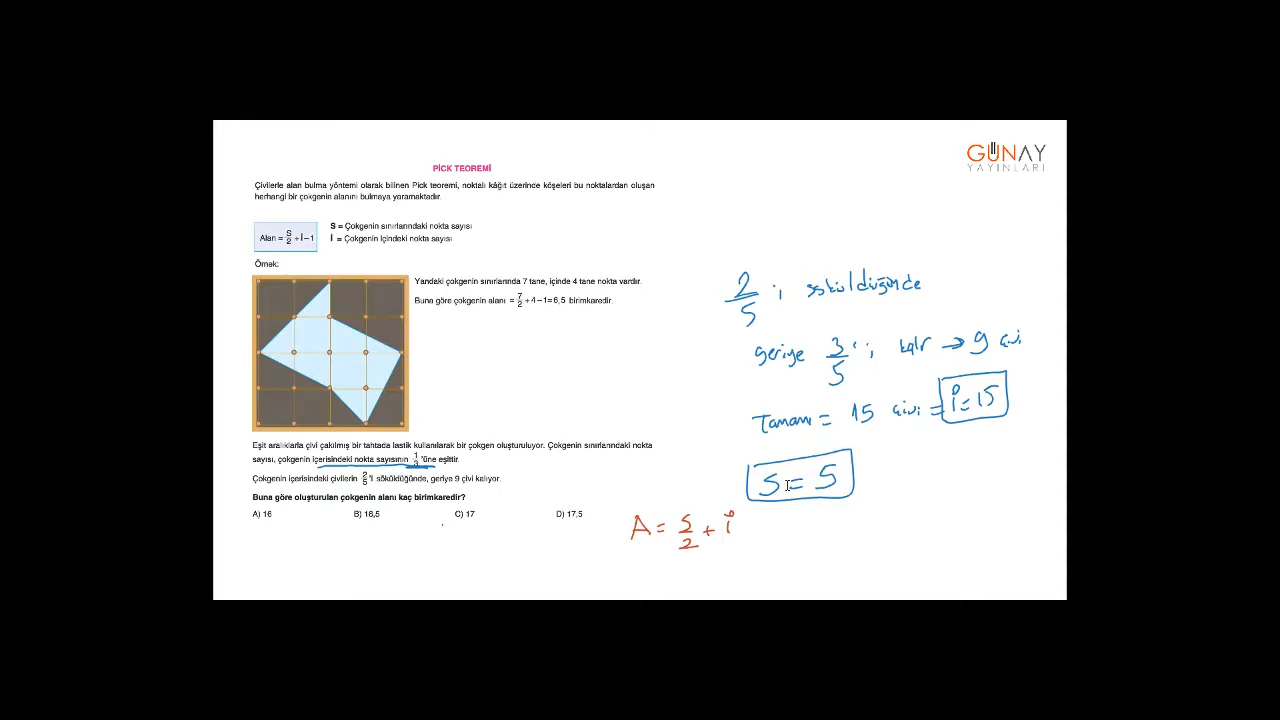 GÜNAY
YAYINLARI
PİCK TEOREMİ
Çivilerle alan bulma yöntemi olarak bilinen Pick teoremi, noktalı kâğıt üzerinde köşeleri bu noktalardan oluşan
herhangi bir çokgenin alanını bulmaya yaramaktadır.
Alan = S/2 + İ – 1
S = Çokgenin sınırlarındaki nokta sayısı
İ = Çokgenin içindeki nokta sayısı
Örnek:
Yandaki çokgenin sınırlarında 7 tane, içinde 4 tane nokta vardır.
Buna göre çokgenin alanı = 7/2 + 4 – 1 = 6,5 birimkaredir.
Eşit aralıklarla çivi çakılmış bir tahtada lastik kullanılarak bir çokgen oluşturuluyor. Çokgenin sınırlarındaki nokta
sayısı, çokgenin içerisindeki nokta sayısının 1/3 'üne eşittir.
Çokgenin içerisindeki çivilerin 2/5 'i söküldüğünde, geriye 9 çivi kalıyor.
Buna göre oluşturulan çokgenin alanı kaç birimkaredir?
A) 16 B) 16,5 C) 17 D) 17,5
2/5 'i söküldüğünde
geriye 3/5 'i kalır → 9 çivi
Tamamı = 15 çivi = i = 15
S = 5
A = S/2 + i